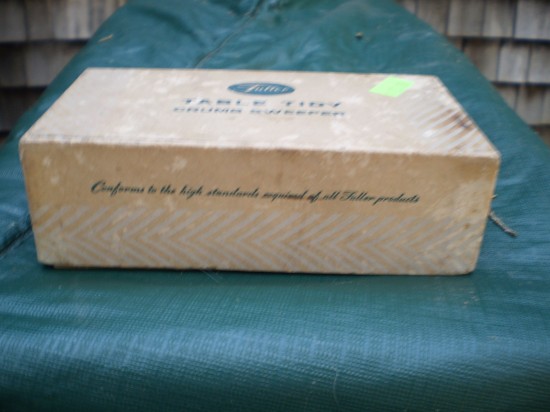 Fuller
TABLE TIDY
CRUMB SWEEPER
Conforms to the high standards required of all Fuller products